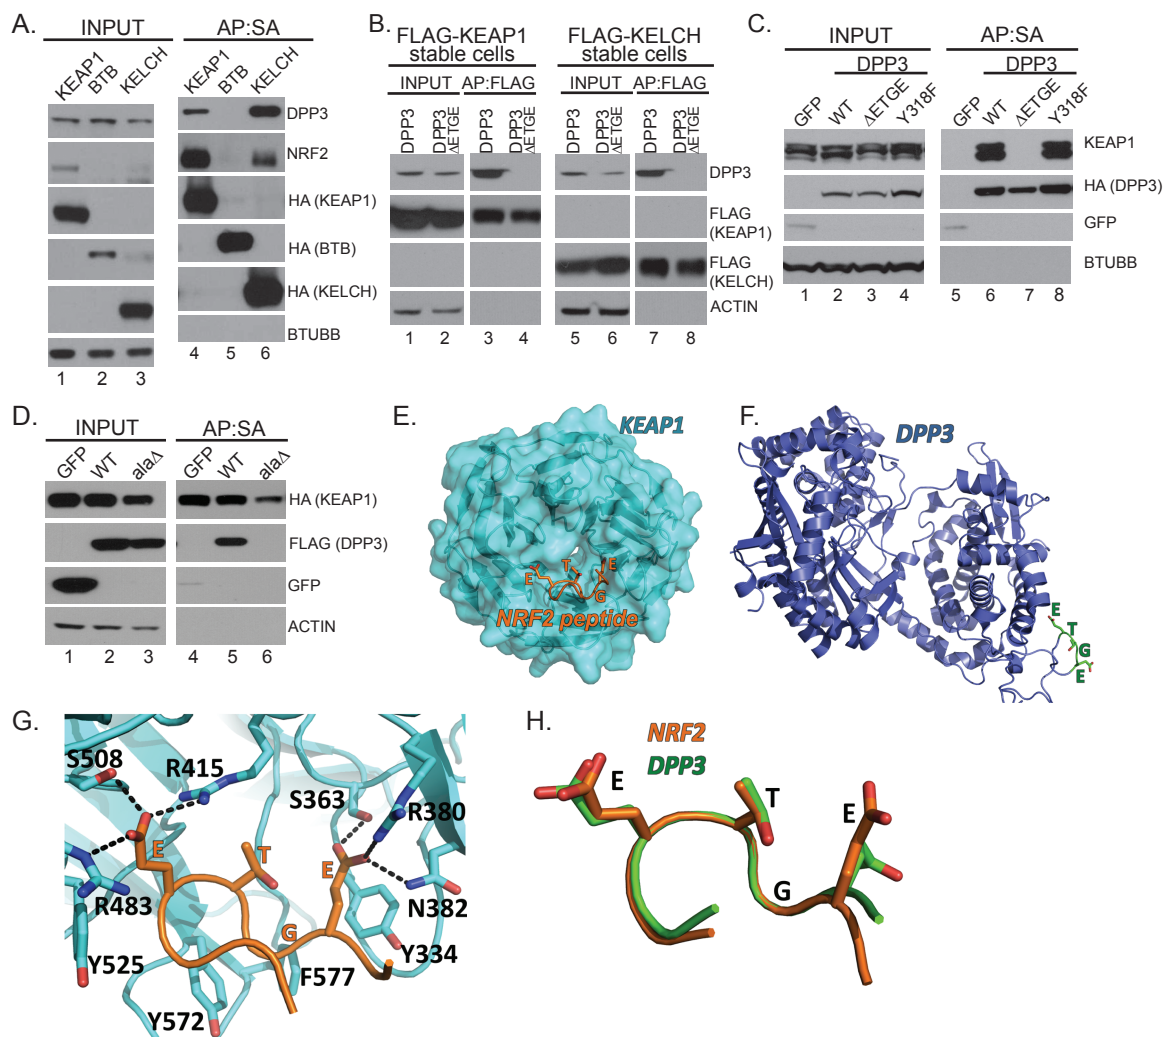 A.
INPUT
AP:SA
KEAP1
BTB
KELCH
KEAP1
BTB
KELCH
DPP3
NRF2
HA (KEAP1)
HA (BTB)
HA (KELCH)
BTUBB
1 2 3
4 5 6
B.
FLAG-KEAP1
stable cells
FLAG-KELCH
stable cells
INPUT
AP:FLAG
INPUT
AP:FLAG
DPP3
DPP3
ΔETGE
DPP3
DPP3
ΔETGE
DPP3
DPP3
ΔETGE
DPP3
DPP3
ΔETGE
DPP3
FLAG
(KEAP1)
FLAG
(KELCH)
ACTIN
1 2 3 4
5 6 7 8
C.
INPUT
AP:SA
DPP3
DPP3
GFP
WT
ΔETGE
Y318F
GFP
WT
ΔETGE
Y318F
KEAP1
HA (DPP3)
GFP
BTUBB
1 2 3 4
5 6 7 8
D.
INPUT
AP:SA
GFP
WT
alaΔ
GFP
WT
alaΔ
HA (KEAP1)
FLAG (DPP3)
GFP
ACTIN
1 2 3
4 5 6
E.
KEAP1
E T E
G
NRF2 peptide
F.
DPP3
E
T
G
E
G.
S508
R415
S363
R380
E
T
E
R483
N382
G
Y334
Y525
F577
Y572
H.
NRF2
DPP3
E
T
E
G